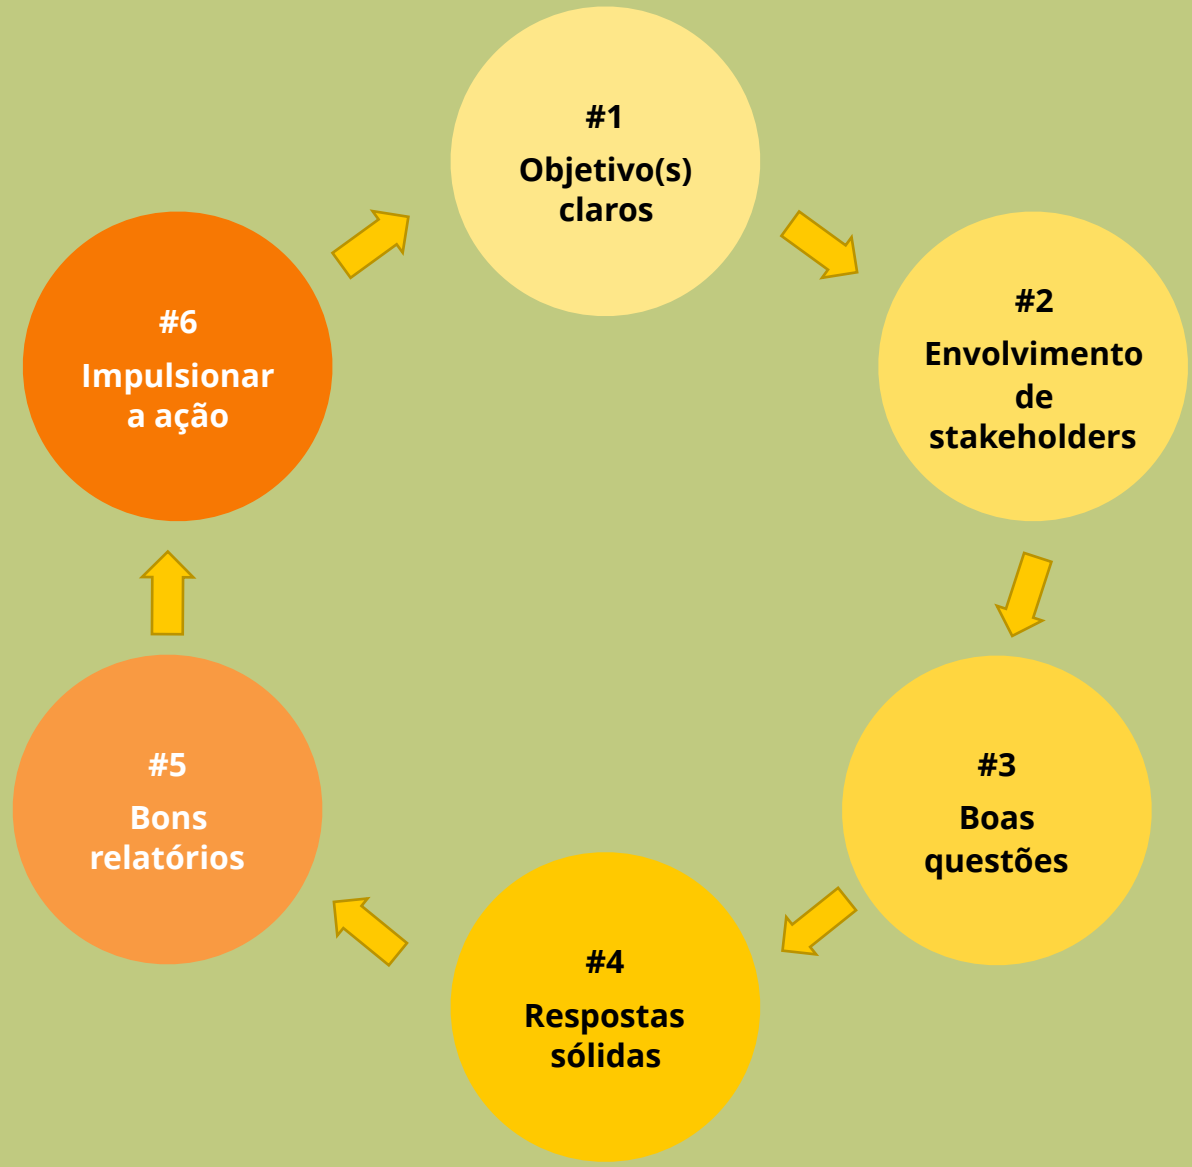 #1
Objetivo(s)
claros
#2
Envolvimento
de
stakeholders
#3
Boas
questões
#4
Respostas
sólidas
#5
Bons
relatórios
#6
Impulsionar
a ação